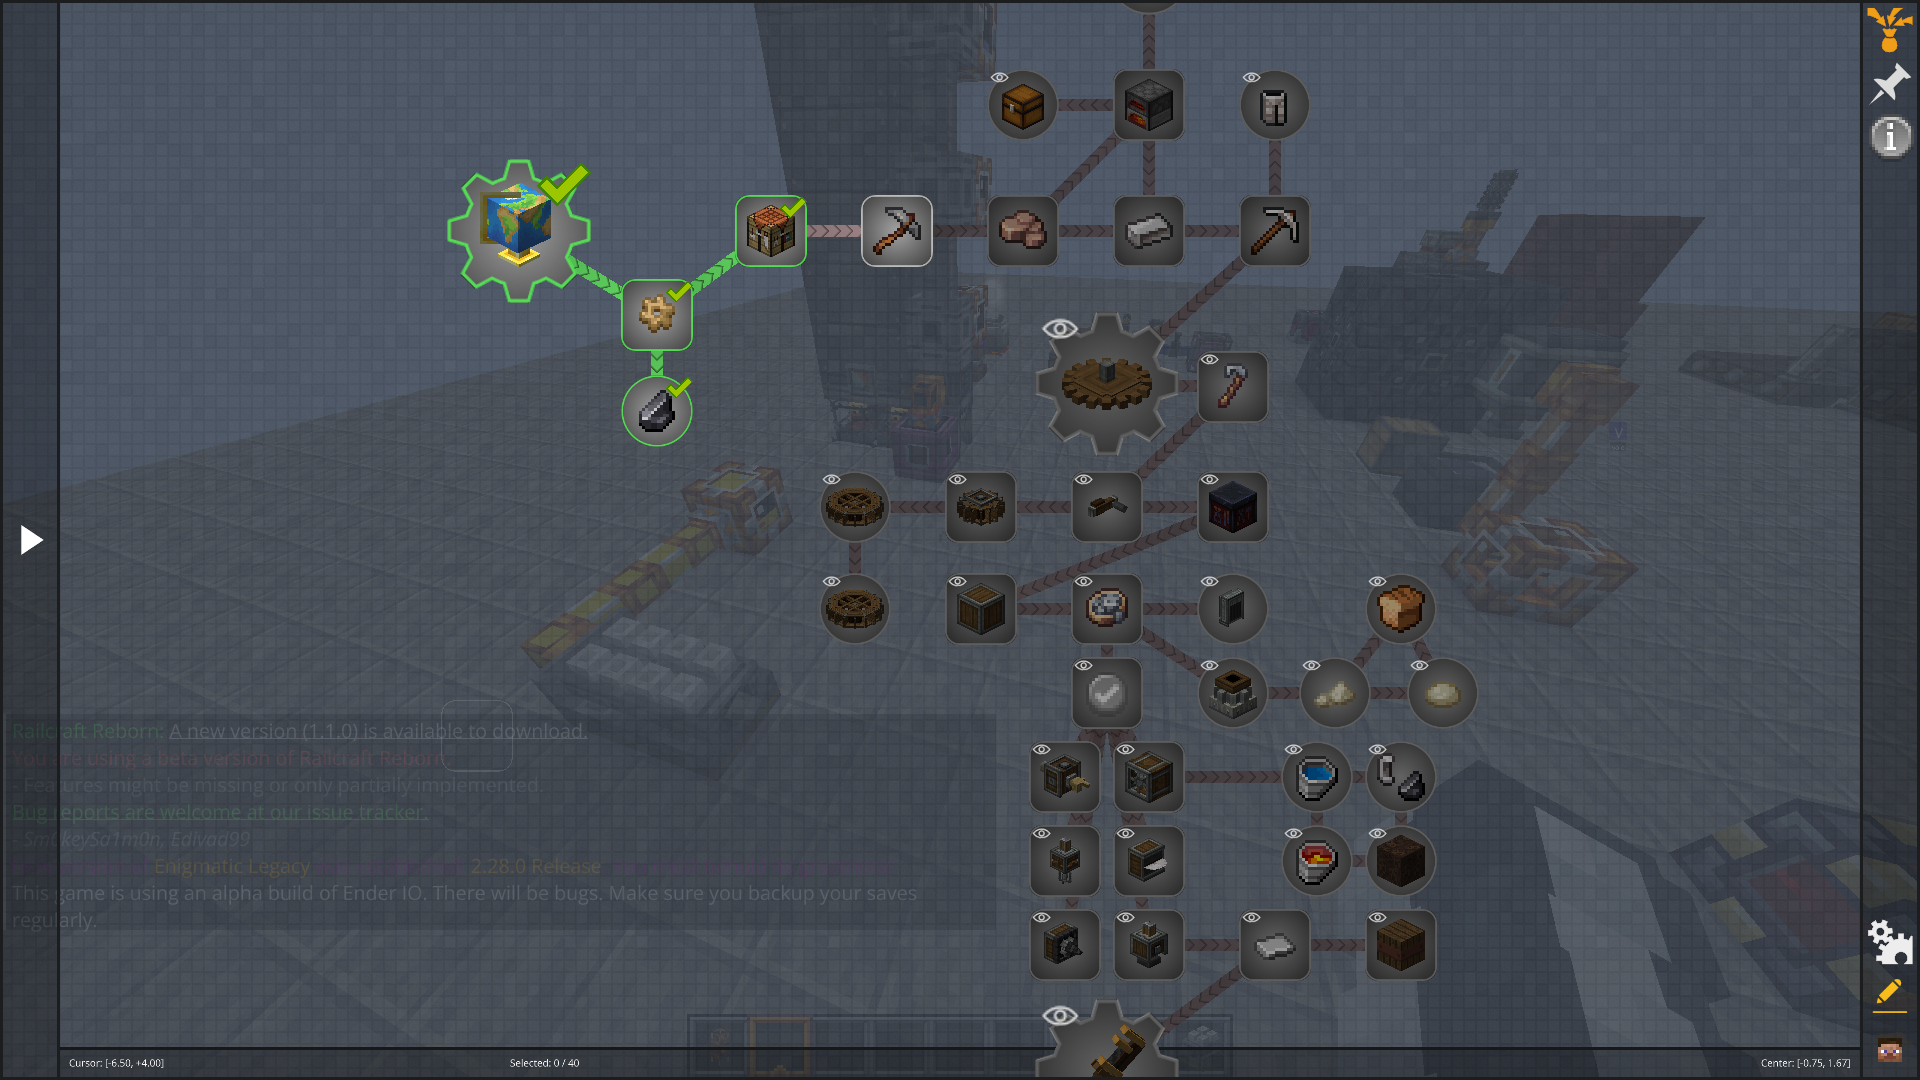 Railcraft Reborn: A new version (1.1.0) is available to download.
You are using a beta version of Railcraft Reborn
- Features might be missing or only partially implemented.
Bug reports are welcome at our issue tracker.
- Sm0keySa1m0n, Edivad99
Enigmatic Legacy 2.28.0 Release
This game is using an alpha build of Ender IO. There will be bugs. Make sure you backup your saves
regularly.
Cursor: [-6.50, +4.00]
Selected: 0 / 40
Center: [-0.75, 1.67]